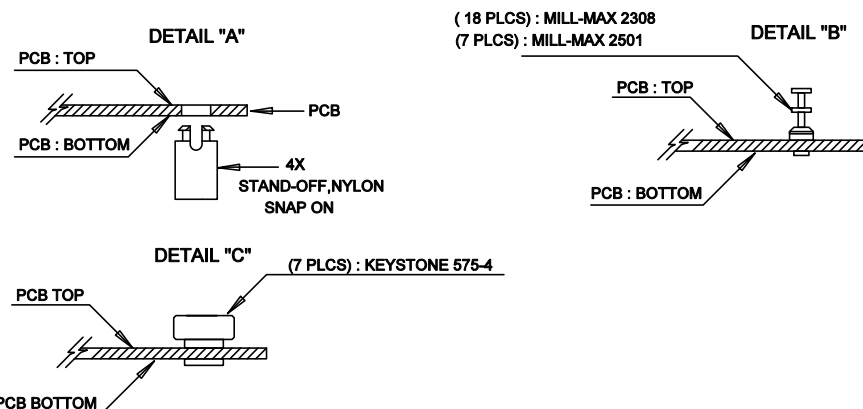 DETAIL "A"
PCB : TOP
PCB
PCB : BOTTOM
4X
STAND-OFF,NYLON
SNAP ON
( 18 PLCS) : MILL-MAX 2308
(7 PLCS) : MILL-MAX 2501
DETAIL "B"
PCB : TOP
PCB : BOTTOM
DETAIL "C"
(7 PLCS) : KEYSTONE 575-4
PCB TOP
PCB BOTTOM